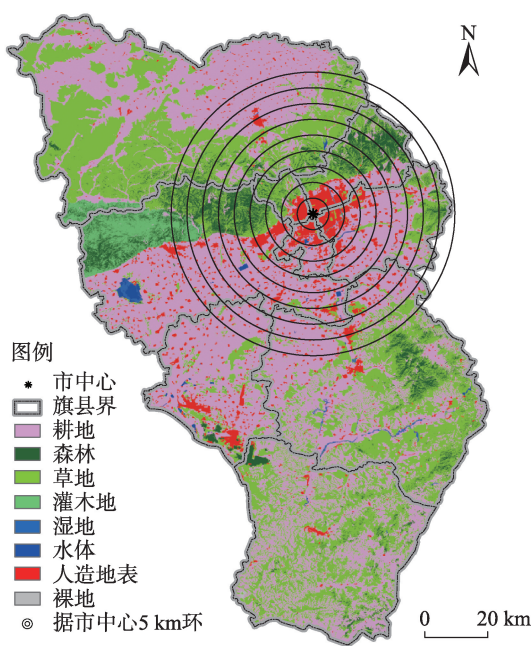 N
图例
市中心
旗县界
耕地
森林
草地
灌木地
湿地
水体
人造地表
裸地
据市中心5 km环
0 20 km